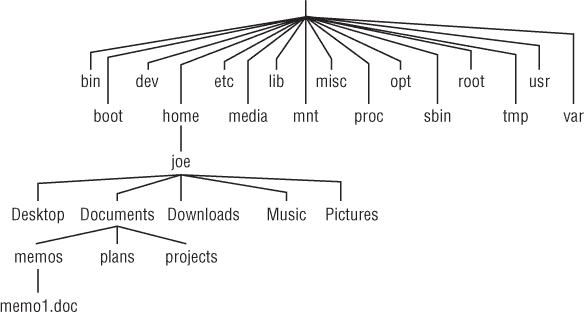 bin dev etc lib misc opt root usr
boot home media mnt proc sbin tmp var
joe
Desktop Documents Downloads Music Pictures
memos plans projects
memo1.doc